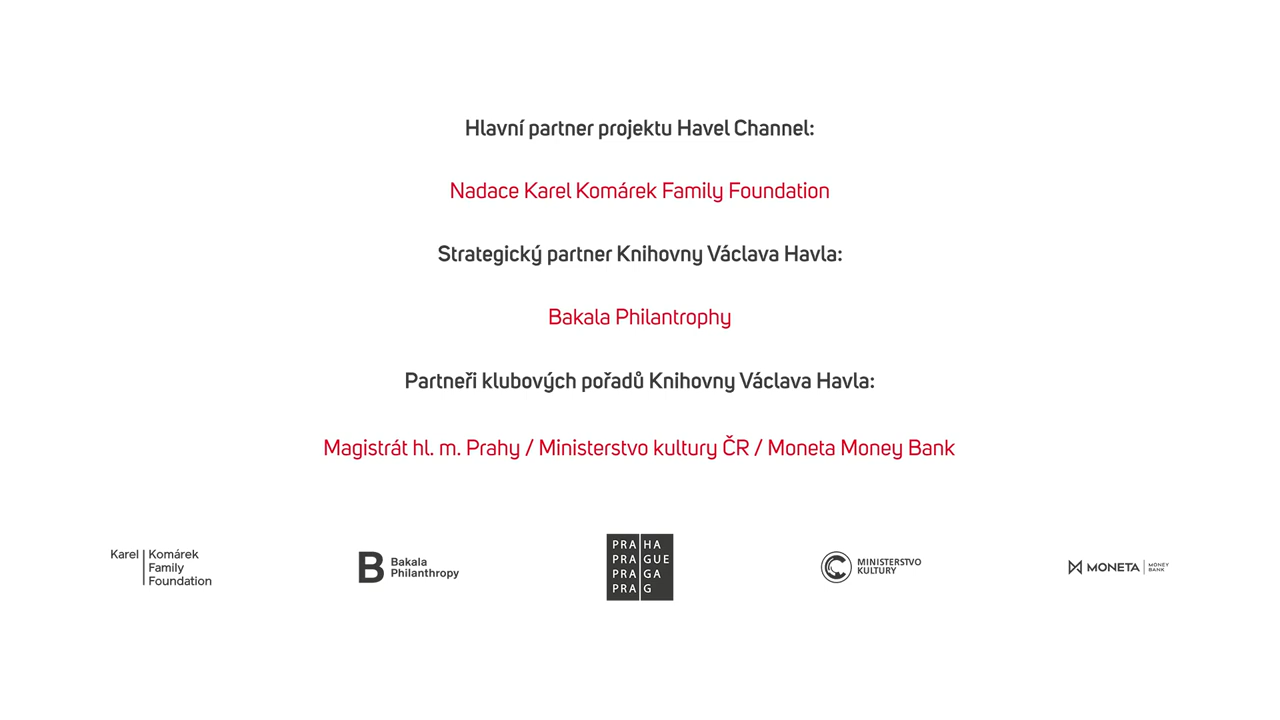 Hlavní partner projektu Havel Channel:
Nadace Karel Komárek Family Foundation
Strategický partner Knihovny Václava Havla:
Bakala Philantrophy
Partneři klubových pořadů Knihovny Václava Havla:
Magistrát hl. m. Prahy / Ministerstvo kultury ČR / Moneta Money Bank
Karel Komárek
Family
Foundation
B Bakala
Philanthropy
PRA HA
PRA GUE
PRA GA
PRA G
MINISTERSTVO
KULTURY
MONETA MONEY
BANK